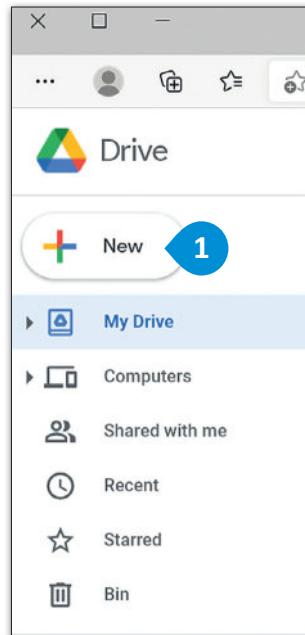 Drive
New
1
My Drive
Computers
Shared with me
Recent
Starred
Bin